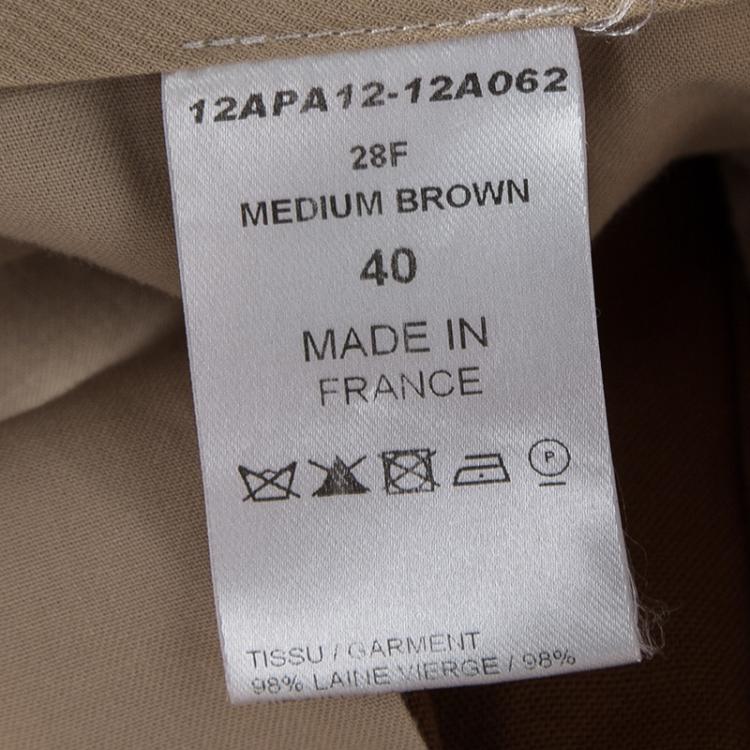 12APA12-12A062
28F
MEDIUM BROWN
40
MADE IN
FRANCE
P
TISSU / GARMENT
98% LAINE VIERGE / 98%